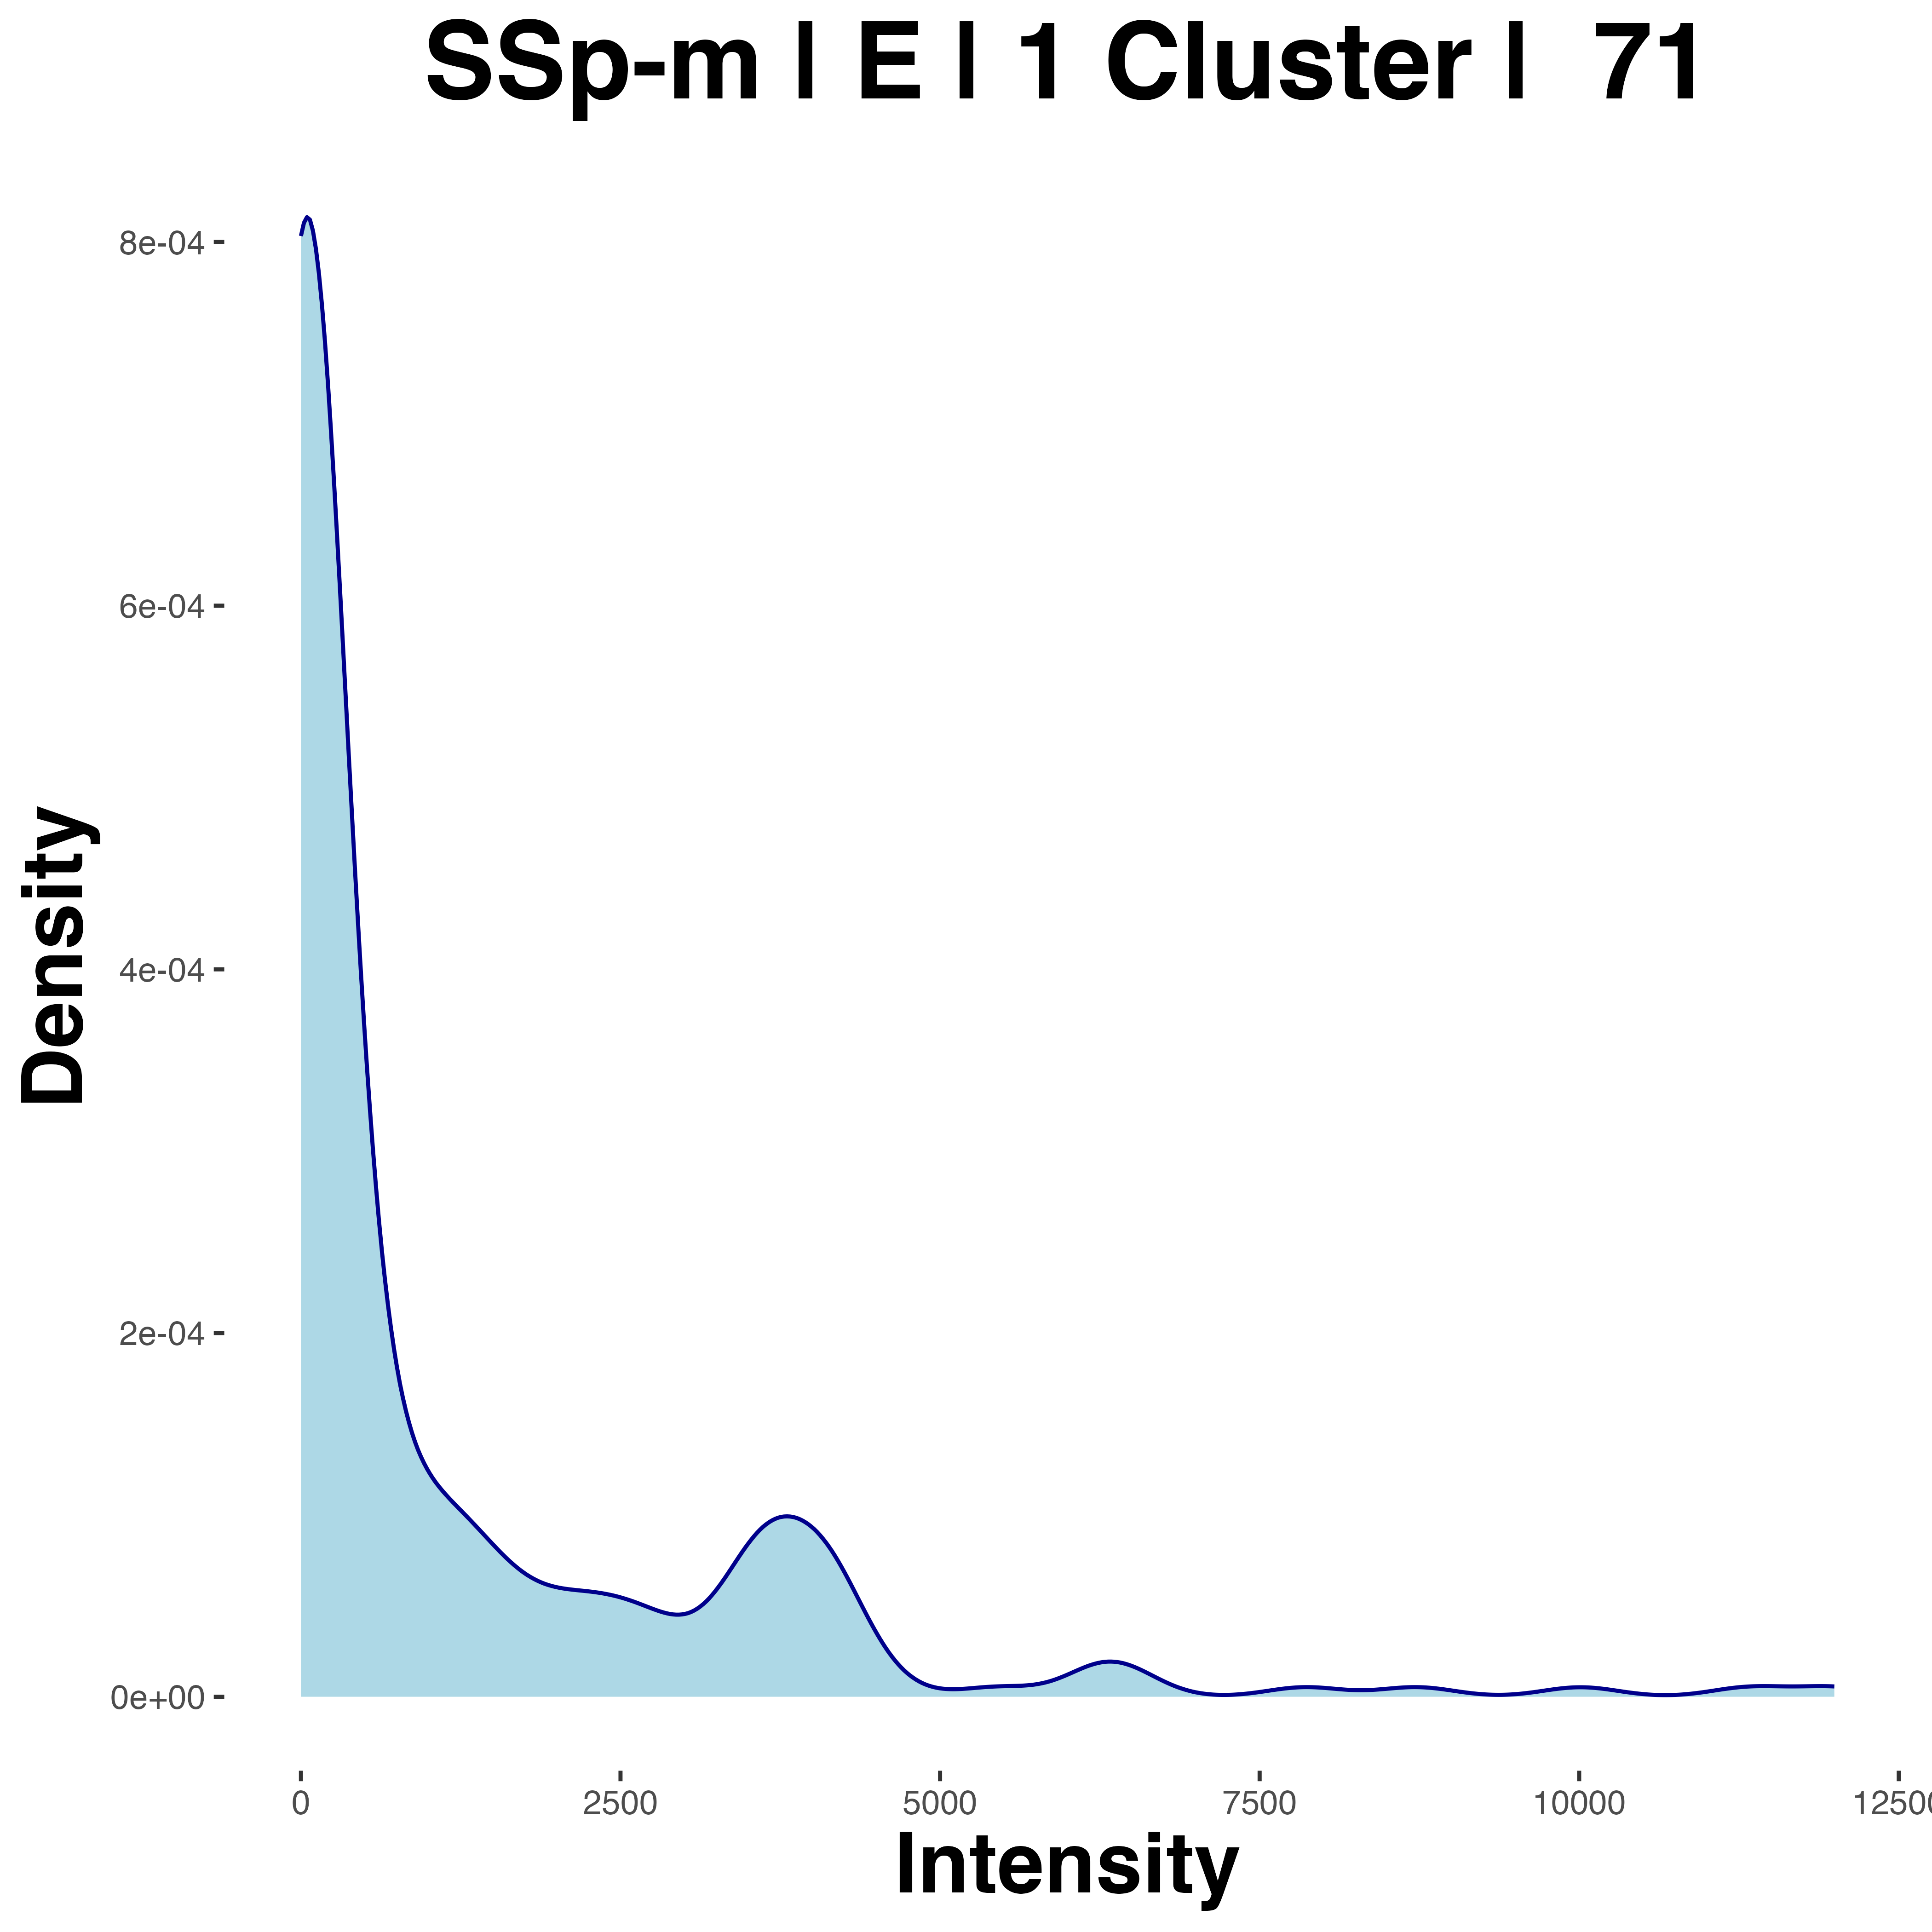 SSp-m | E | 1 Cluster |  71
8e-04
6e-04
4e-04
2e-04
0e+00
Density
0 2500 5000 7500 10000
Intensity